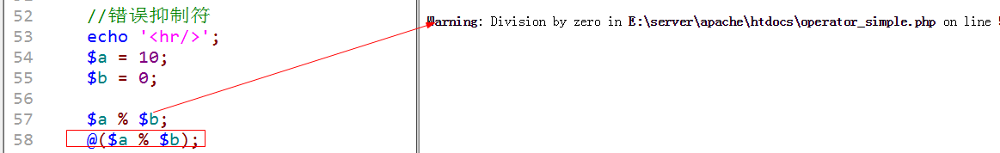 52 //错误抑制符
53 echo '<hr/>';
54 $a = 10;
55 $b = 0;
56
57 $a % $b;
58 @($a % $b);
Warning: Division by zero in E:\server\apache\htdocs\operator_simple.php on line